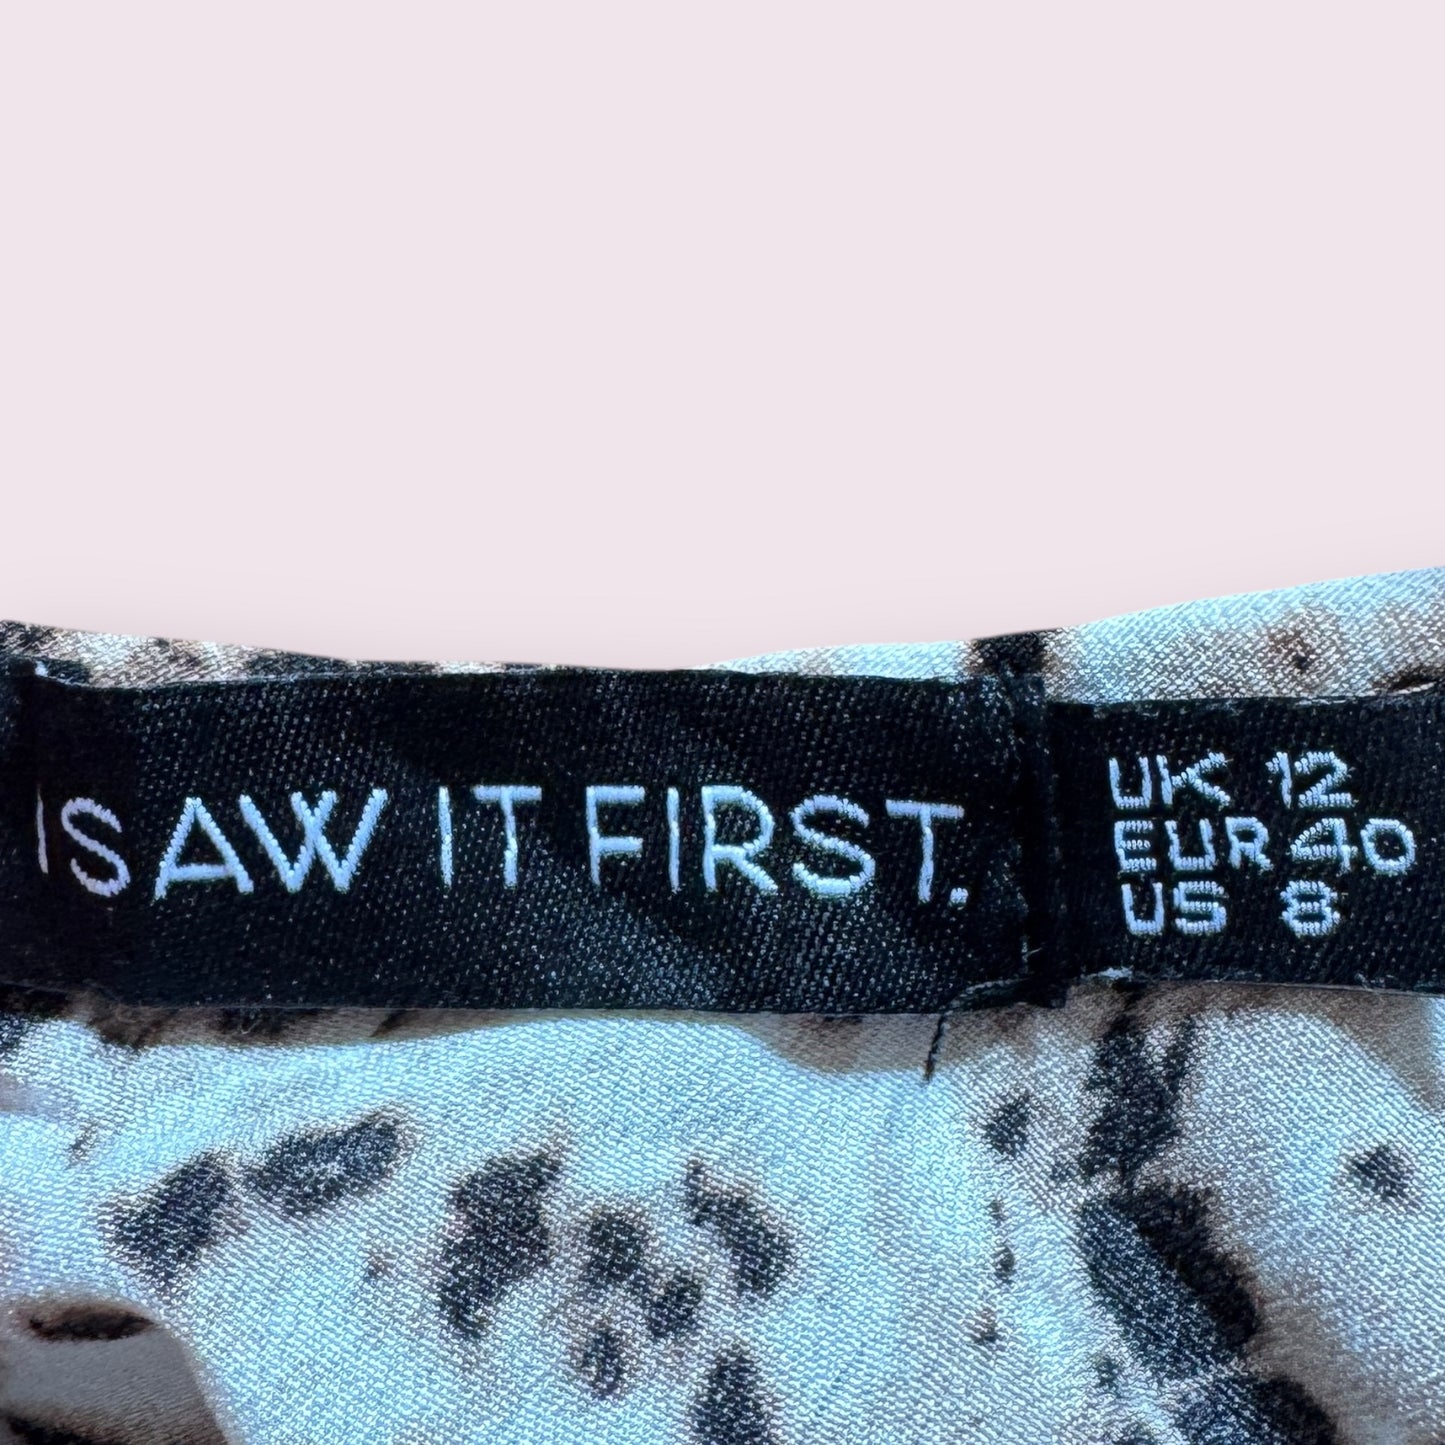 I SAW IT FIRST.
UK 12
EUR 40
US 8